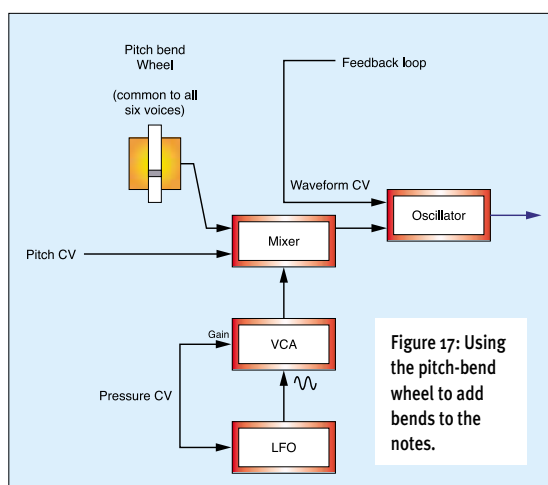 Pitch bend
Wheel
(common to all
six voices)
Feedback loop
Waveform CV
Oscillator
Mixer
Pitch CV
Gain
VCA
Pressure CV
LFO
Figure 17: Using
the pitch-bend
wheel to add
bends to the
notes.